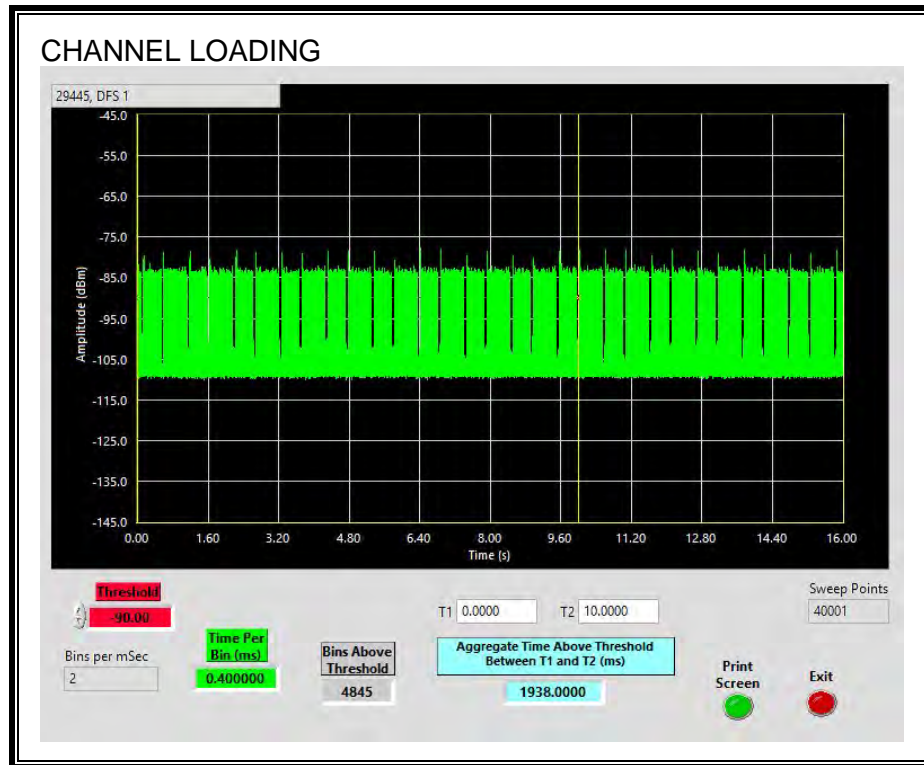 CHANNEL LOADING
29445, DFS 1
-45.0
-55.0
-65.0
-75.0
-85.0
-95.0
-105.0
-115.0
-125.0
-135.0
-145.0
Amplitude (dBm)
0.00 1.60 3.20 4.80 6.40 8.00 9.60 11.20 12.80 14.40 16.00
Time (s)
Threshold
-90.00
Bins per mSec
2
Time Per
Bin (ms)
0.400000
Bins Above
Threshold
4845
T1 0.0000 T2 10.0000
Aggregate Time Above Threshold
Between T1 and T2 (ms)
1938.0000
Sweep Points
40001
Print
Screen
Exit